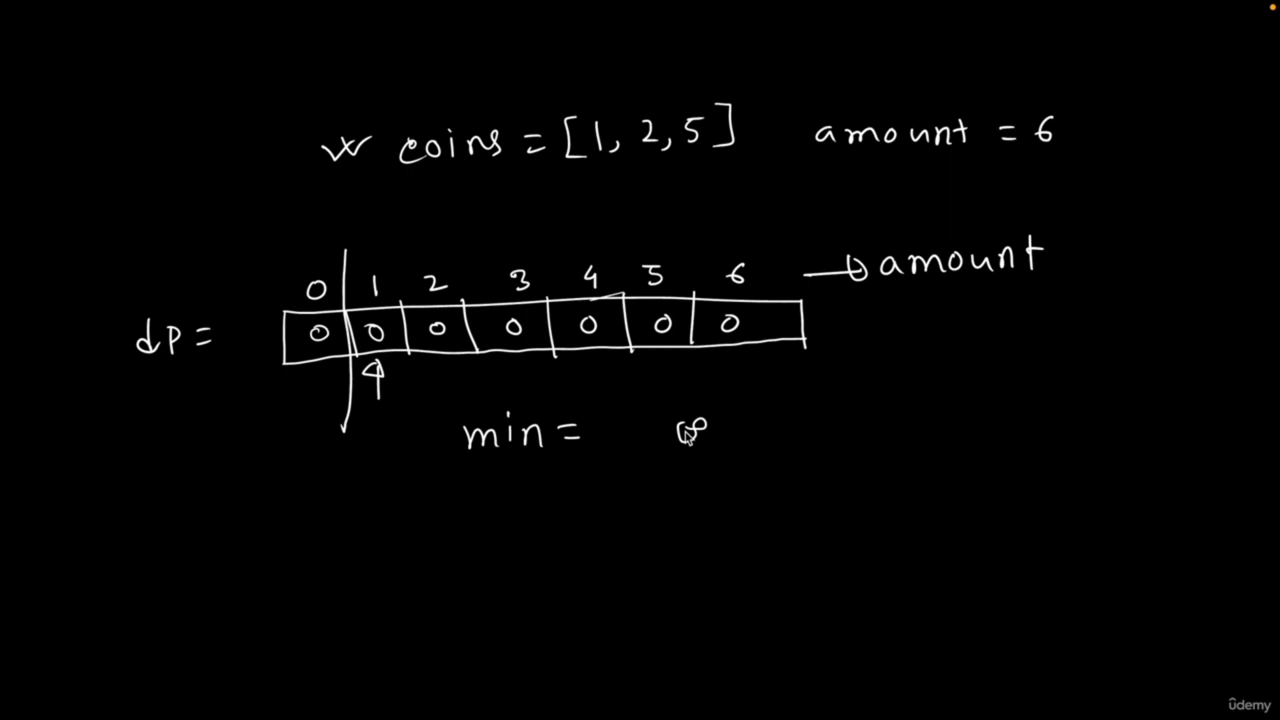 coins = [1, 2, 5] amount = 6
0 1 2 3 4 5 6 → amount
dp = 0 0 0 0 0 0 0
min = ∞
ûdemy